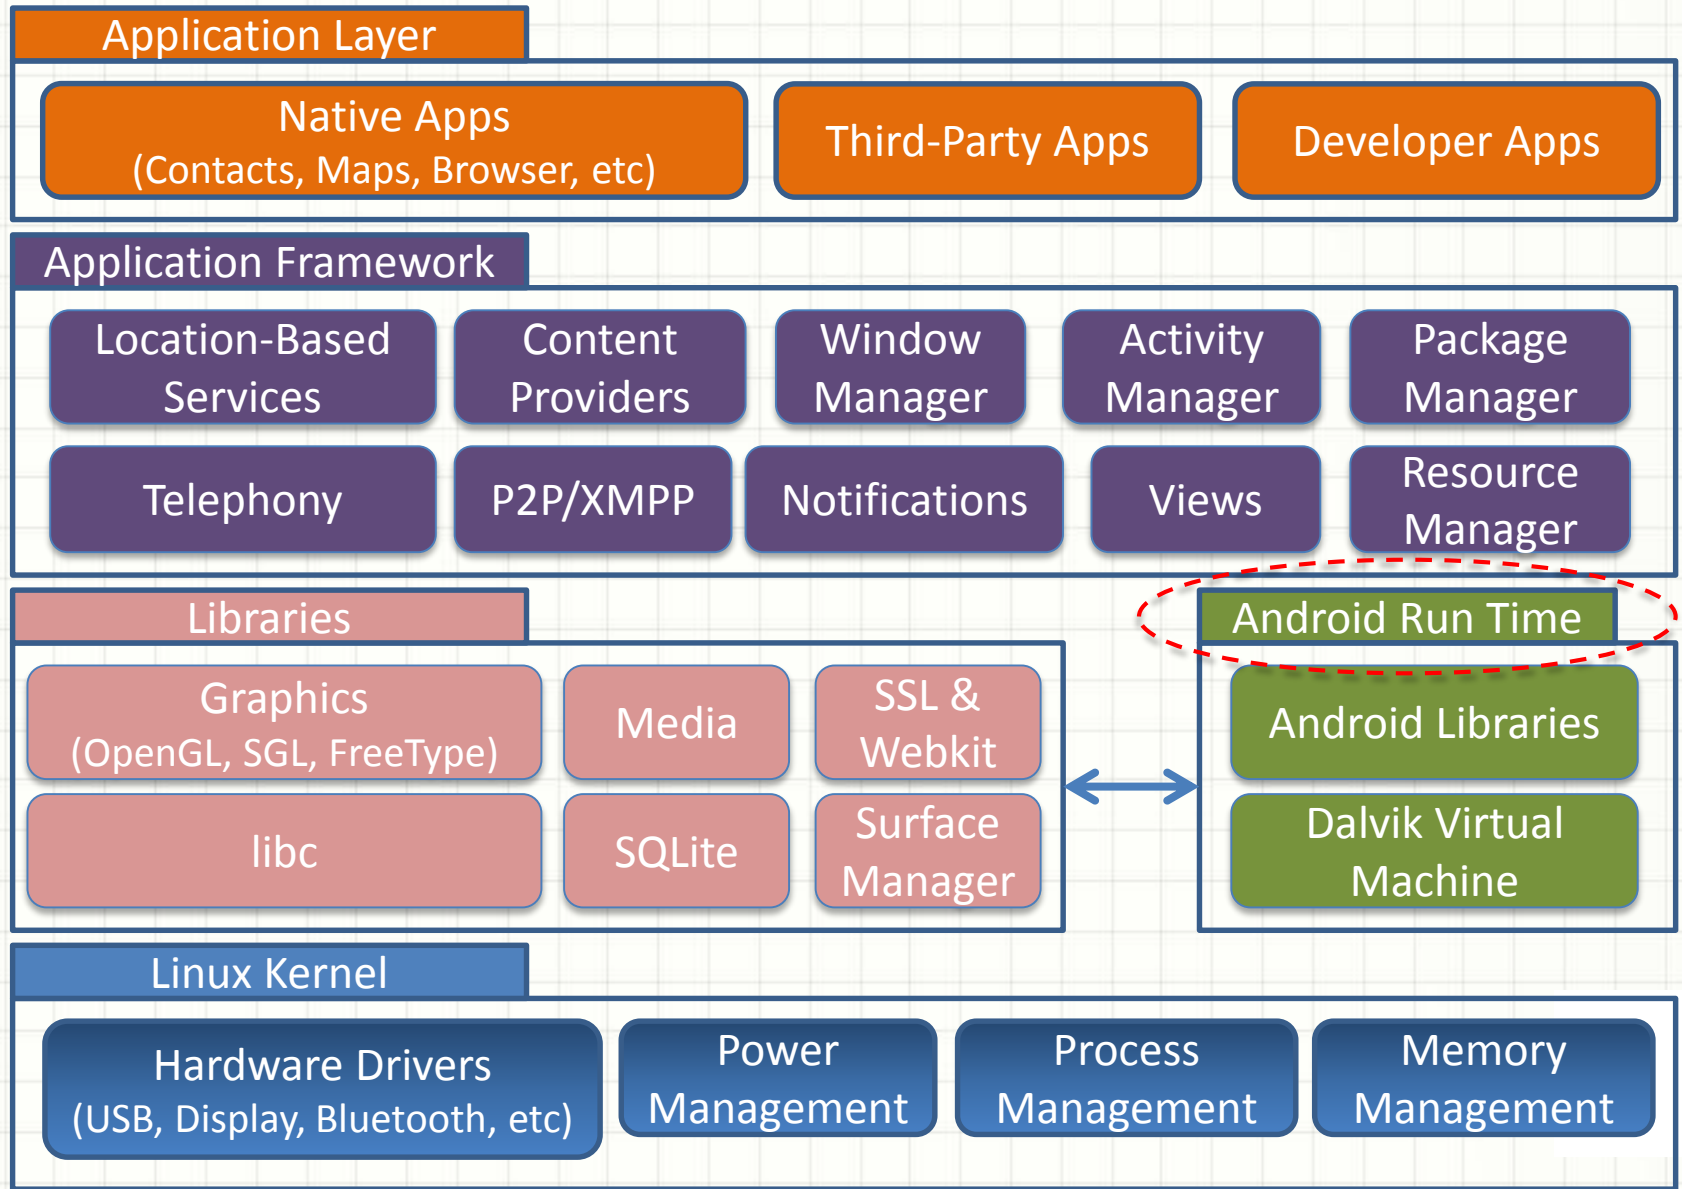 Application Layer
Native Apps
(Contacts, Maps, Browser, etc)
Third-Party Apps
Developer Apps
Application Framework
Location-Based
Services
Content
Providers
Window
Manager
Activity
Manager
Package
Manager
Telephony
P2P/XMPP
Notifications
Views
Resource
Manager
Libraries
Graphics
(OpenGL, SGL, FreeType)
Media
SSL &
Webkit
libc
SQLite
Surface
Manager
Android Run Time
Android Libraries
Dalvik Virtual
Machine
Linux Kernel
Hardware Drivers
(USB, Display, Bluetooth, etc)
Power
Management
Process
Management
Memory
Management